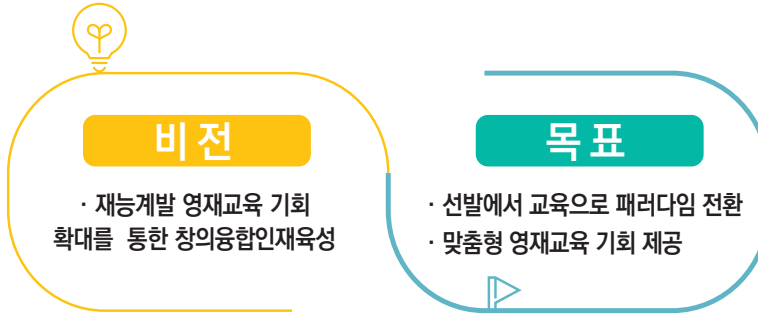 비전
· 재능계발 영재교육 기회
확대를 통한 창의융합인재육성
목표
· 선발에서 교육으로 패러다임 전환
· 맞춤형 영재교육 기회 제공